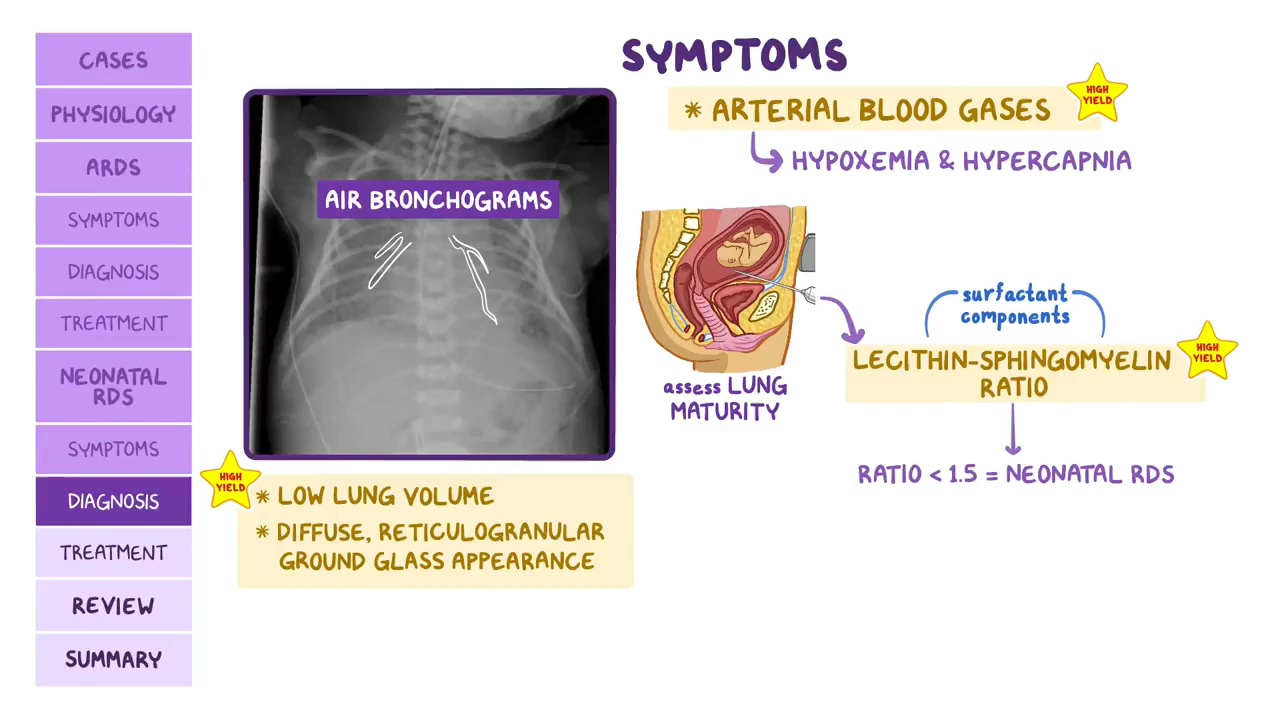 CASES
PHYSIOLOGY
ARDS
SYMPTOMS
DIAGNOSIS
TREATMENT
NEONATAL
RDS
SYMPTOMS
DIAGNOSIS
TREATMENT
REVIEW
SUMMARY
SYMPTOMS
* ARTERIAL BLOOD GASES
HIGH
YIELD
HYPOXEMIA & HYPERCAPNIA
AIR BRONCHOGRAMS
HIGH
YIELD
* LOW LUNG VOLUME
* DIFFUSE, RETICULOGRANULAR
GROUND GLASS APPEARANCE
assess LUNG
MATURITY
surfactant
components
LECITHIN-SPHINGOMYELIN
RATIO
HIGH
YIELD
RATIO < 1.5 = NEONATAL RDS